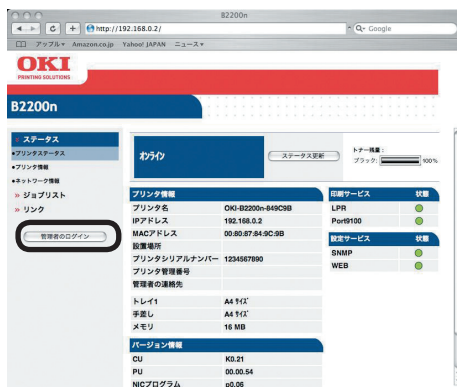 B2200n
http://192.168.0.2/
Google
アップル▼ Amazon.co.jp Yahoo! JAPAN ニュース▼
OKI
PRINTING SOLUTIONS
B2200n
ステータス
•プリンタステータス
•プリンタ情報
•ネットワーク情報
» ジョブリスト
» リンク
管理者のログイン
オンライン
ステータス更新
トナー残量：
ブラック: 100%
プリンタ情報
プリンタ名 OKI-B2200n-849C9B
IPアドレス 192.168.0.2
MACアドレス 00:80:87:84:9C:9B
設置場所
プリンタシリアルナンバー 1234567890
プリンタ管理番号
管理者の連絡先
トレイ1 A4 サイズ
手差し A4 サイズ
メモリ 16 MB
バージョン情報
CU K0.21
PU 00.00.54
NICプログラム p0.06
印刷サービス 状態
LPR
Port9100
設定サービス 状態
SNMP
WEB